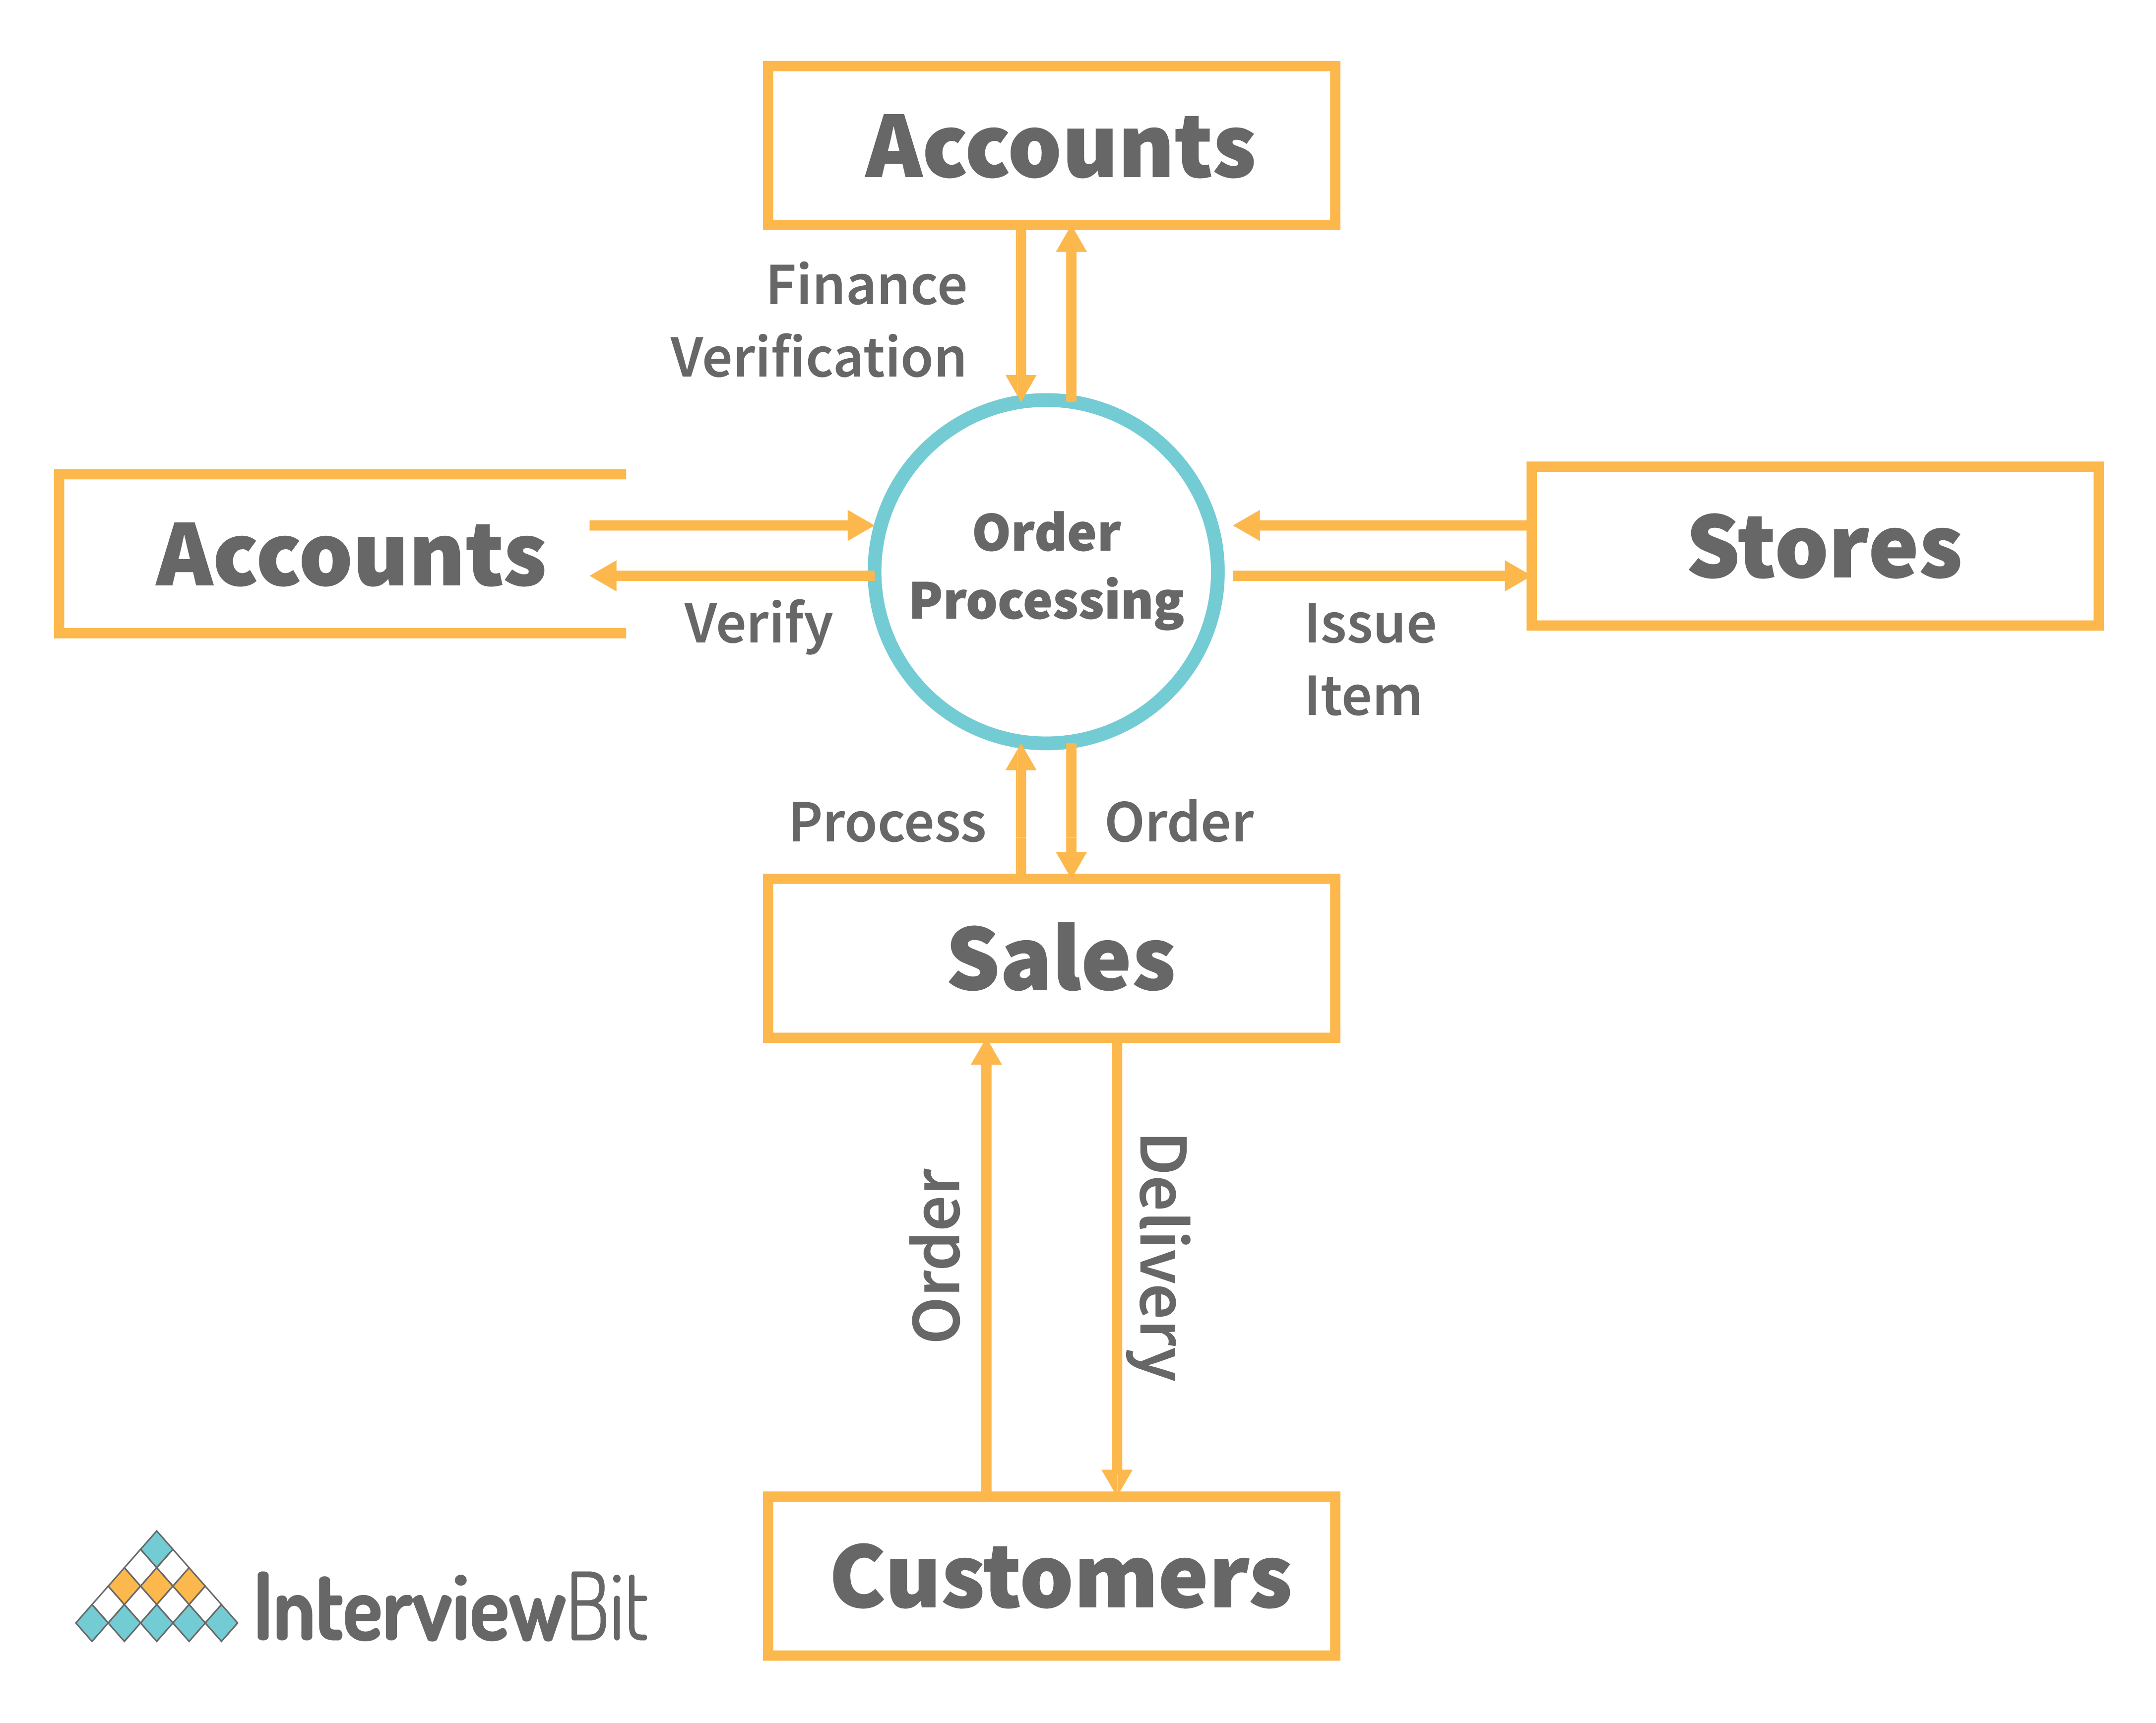 Accounts
Finance
Verification
Accounts
Order
Processing
Stores
Verify
Issue
Item
Process
Order
Sales
Order
Delivery
Customers
InterviewBit